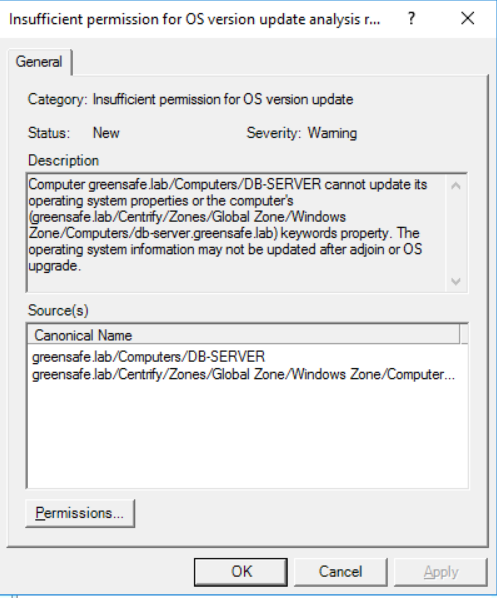 Insufficient permission for OS version update analysis r... ? ×
General
Category: Insufficient permission for OS version update
Status: New Severity: Warning
Description
Computer greensafe.lab/Computers/DB-SERVER cannot update its
operating system properties or the computer's
(greensafe.lab/Centrify/Zones/Global Zone/Windows
Zone/Computers/db-server.greensafe.lab) keywords property. The
operating system information may not be updated after adjoin or OS
upgrade.
Source(s)
Canonical Name
greensafe.lab/Computers/DB-SERVER
greensafe.lab/Centrify/Zones/Global Zone/Windows Zone/Computer...
Permissions...
OK Cancel Apply